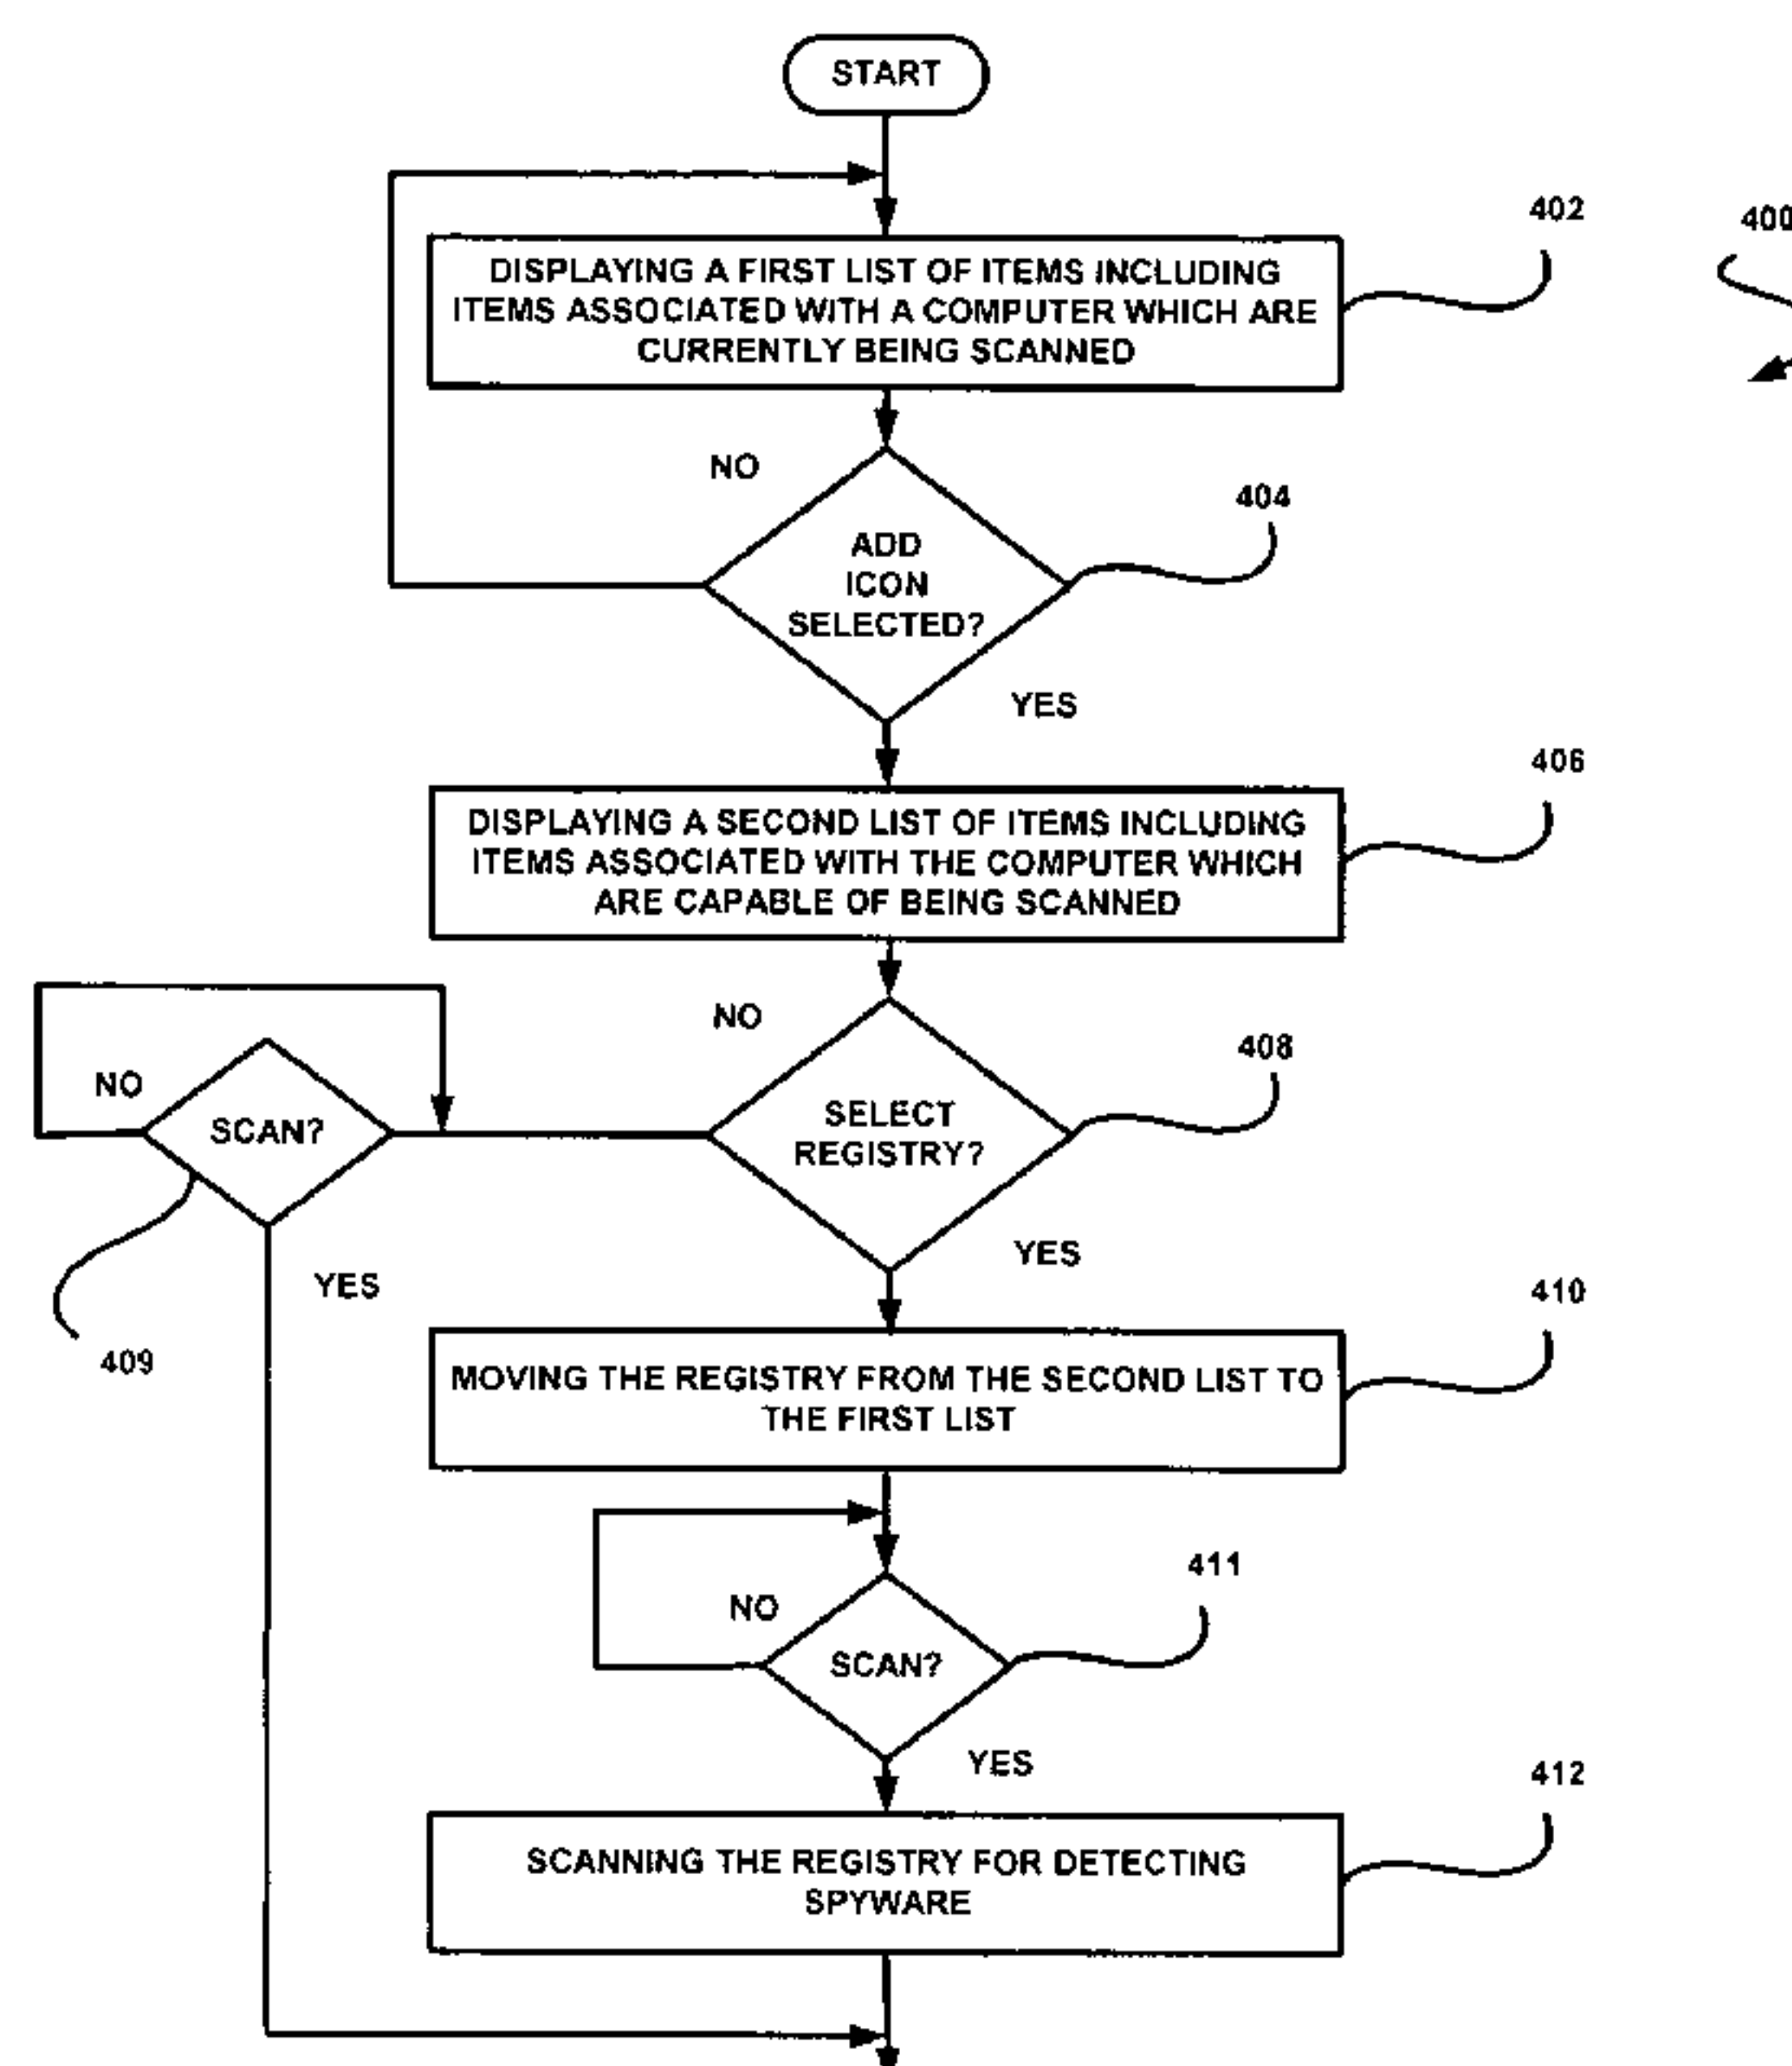 START
402
400
DISPLAYING A FIRST LIST OF ITEMS INCLUDING
ITEMS ASSOCIATED WITH A COMPUTER WHICH ARE
CURRENTLY BEING SCANNED
NO
404
ADD
ICON
SELECTED?
YES
406
DISPLAYING A SECOND LIST OF ITEMS INCLUDING
ITEMS ASSOCIATED WITH THE COMPUTER WHICH
ARE CAPABLE OF BEING SCANNED
NO
408
NO
SCAN?
SELECT
REGISTRY?
YES
YES
409
410
MOVING THE REGISTRY FROM THE SECOND LIST TO
THE FIRST LIST
411
NO
SCAN?
YES
412
SCANNING THE REGISTRY FOR DETECTING
SPYWARE